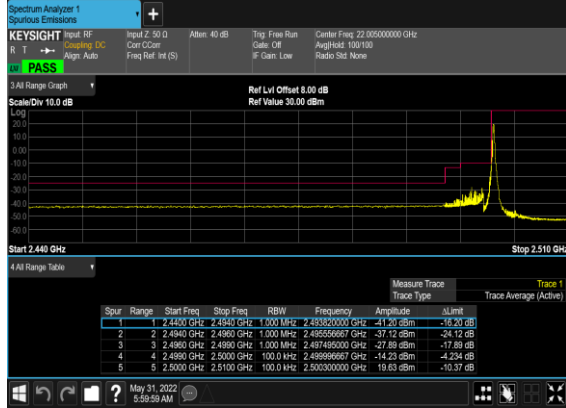 Spectrum Analyzer 1
Spurious Emissions
KEYSIGHT Input: RF Input Z: 50 Ω Atten: 40 dB Trig: Free Run Center Freq: 22.005000000 GHz
R T Coupling: DC Corr CCorr Gate: Off Avg|Hold: 100/100
Align: Auto Freq Ref: Int (S) IF Gain: Low Radio Std: None
PASS
3 All Range Graph Ref Lvl Offset 8.00 dB
Scale/Div 10.0 dB Ref Value 30.00 dBm
Log
20.0
10.0
0.00
-10.0
-20.0
-30.0
-40.0
-50.0
-60.0
Start 2.440 GHz Stop 2.510 GHz
4 All Range Table
Measure Trace Trace 1
Trace Type Trace Average (Active)
Spur Range Start Freq Stop Freq RBW Frequency Amplitude ΔLimit
1 1 2.4400 GHz 2.4940 GHz 1.000 MHz 2.493820000 GHz -41.20 dBm -16.20 dB
2 2 2.4940 GHz 2.4960 GHz 1.000 MHz 2.495556667 GHz -37.12 dBm -24.12 dB
3 3 2.4960 GHz 2.4990 GHz 1.000 MHz 2.497495000 GHz -27.89 dBm -17.89 dB
4 4 2.4990 GHz 2.5000 GHz 100.0 kHz 2.499996667 GHz -14.23 dBm -4.234 dB
5 5 2.5000 GHz 2.5100 GHz 100.0 kHz 2.500300000 GHz 19.63 dBm -10.37 dB
? May 31, 2022
5:59:59 AM